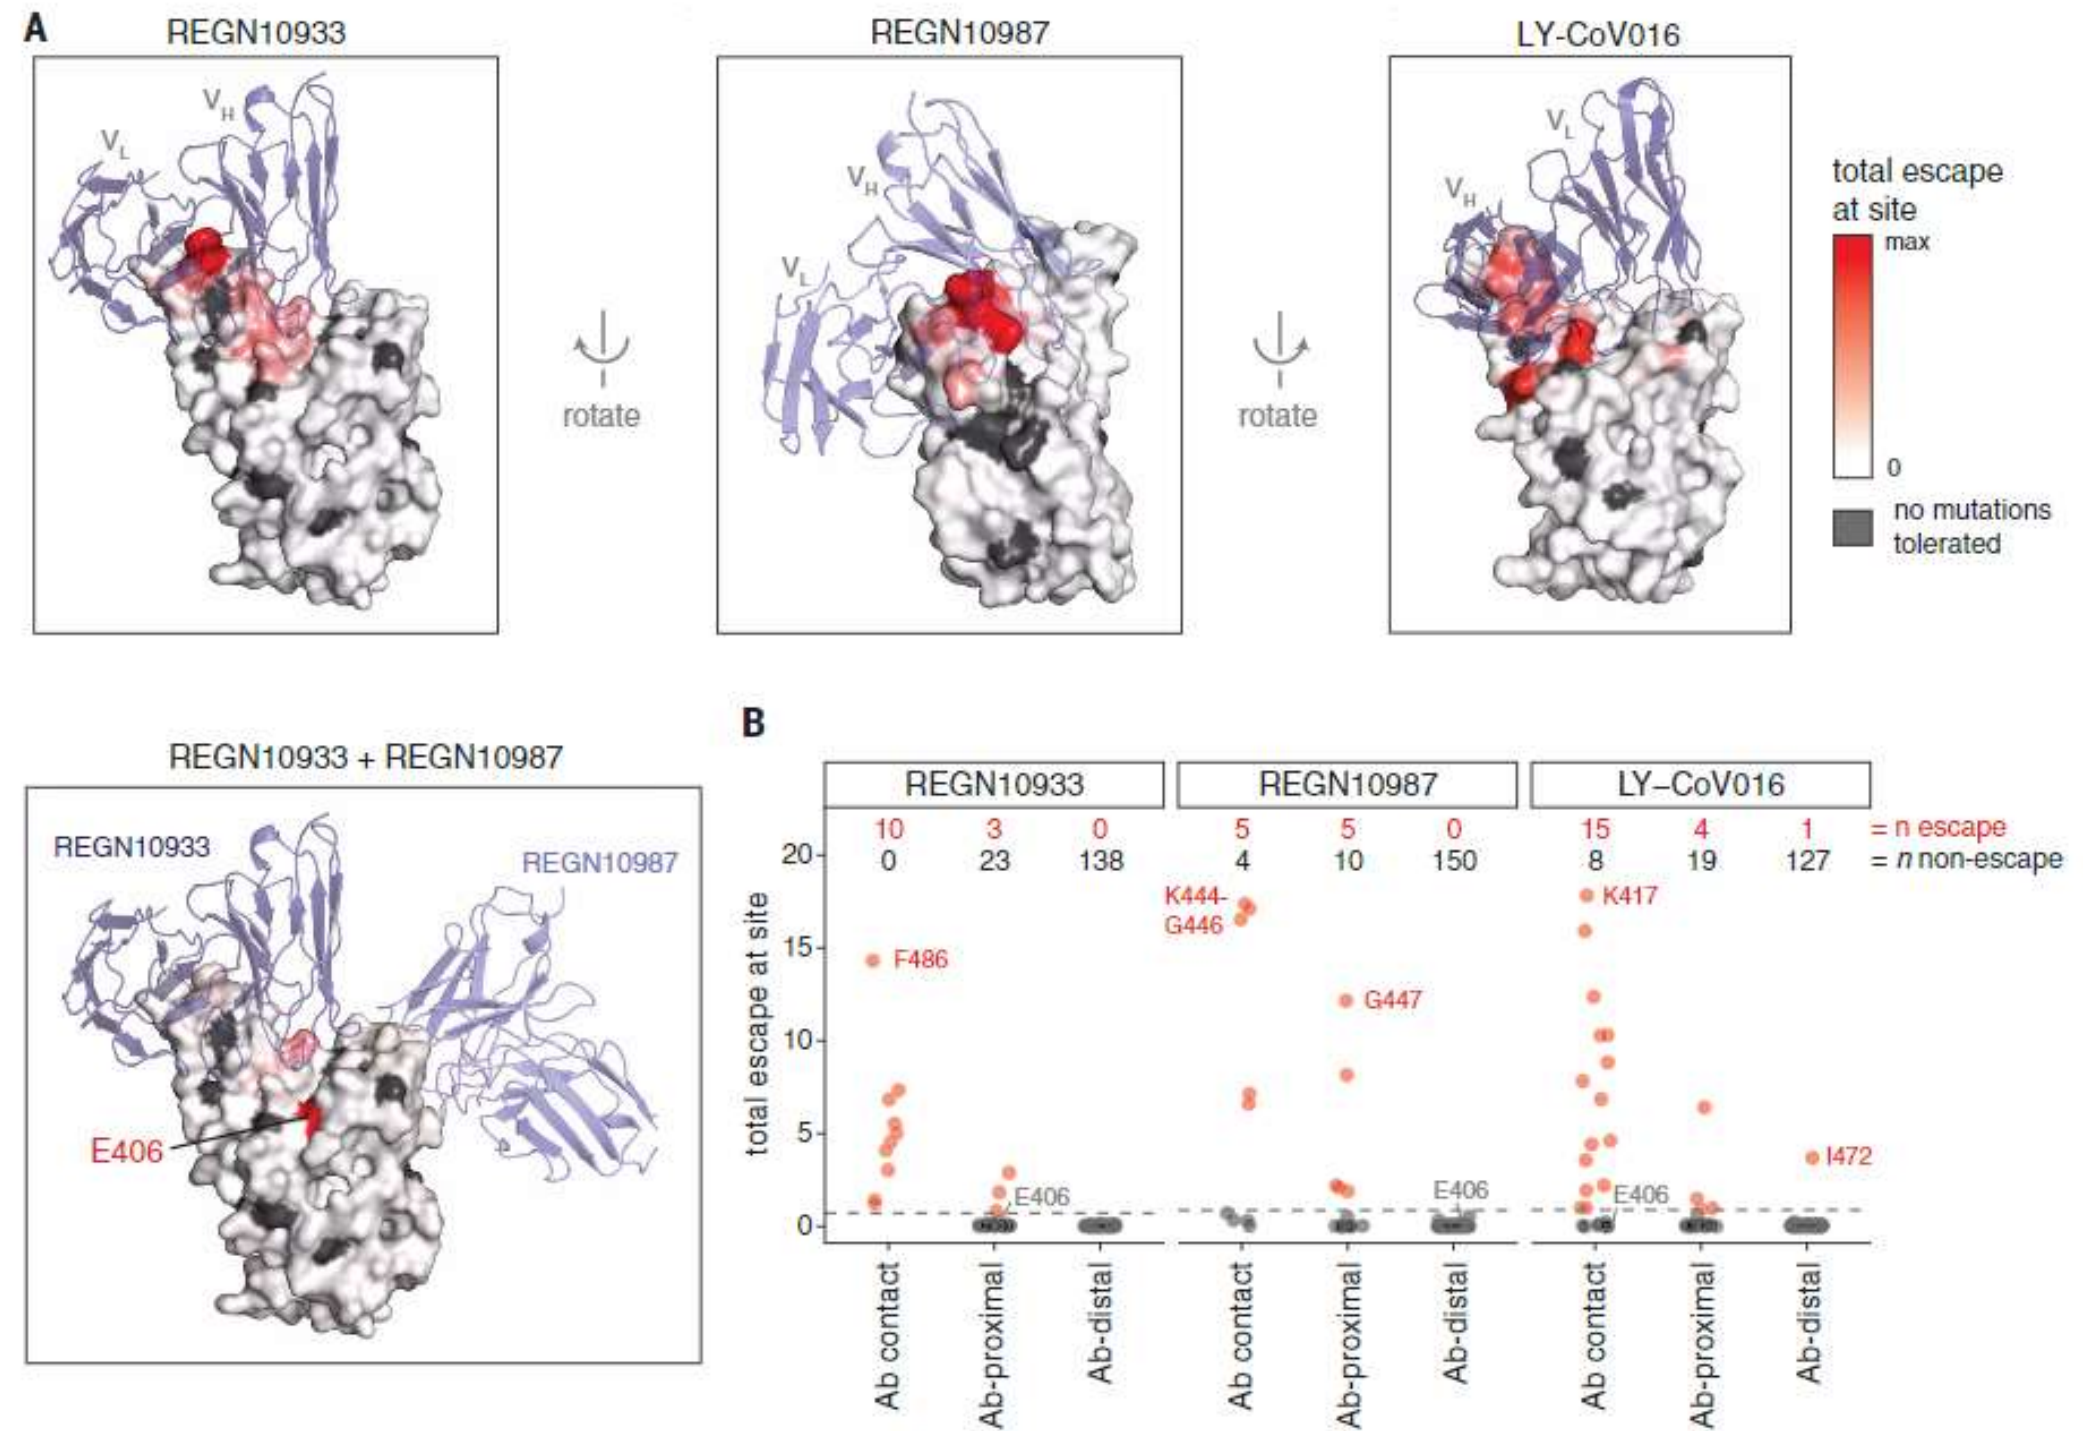 A
REGN10933
REGN10987
LY-CoV016
VH
VL
VH
VL
VL
VH
rotate
rotate
total escape
at site
max
0
no mutations
tolerated
REGN10933 + REGN10987
REGN10933
REGN10987
E406
B
REGN10933
REGN10987
LY–CoV016
10 3 0 5 5 0 15 4 1 = n escape
0 23 138 4 10 150 8 19 127 = n non-escape
total escape at site
20
15
10
5
0
F486
E406
K444-
G446
G447
E406
K417
E406
I472
Ab contact
Ab-proximal
Ab-distal
Ab contact
Ab-proximal
Ab-distal
Ab contact
Ab-proximal
Ab-distal